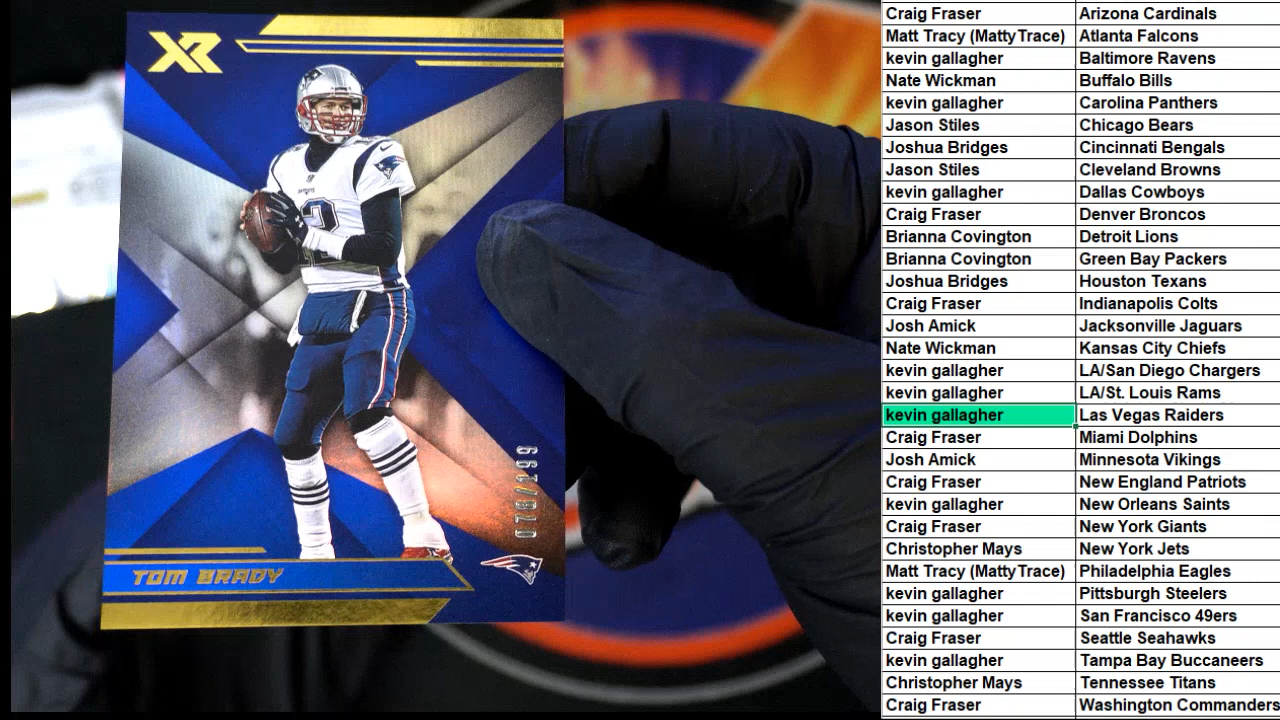 XR
TOM BRADY
078/199
Craig Fraser Arizona Cardinals
Matt Tracy (MattyTrace) Atlanta Falcons
kevin gallagher Baltimore Ravens
Nate Wickman Buffalo Bills
kevin gallagher Carolina Panthers
Jason Stiles Chicago Bears
Joshua Bridges Cincinnati Bengals
Jason Stiles Cleveland Browns
kevin gallagher Dallas Cowboys
Craig Fraser Denver Broncos
Brianna Covington Detroit Lions
Brianna Covington Green Bay Packers
Joshua Bridges Houston Texans
Craig Fraser Indianapolis Colts
Josh Amick Jacksonville Jaguars
Nate Wickman Kansas City Chiefs
kevin gallagher LA/San Diego Chargers
kevin gallagher LA/St. Louis Rams
kevin gallagher Las Vegas Raiders
Craig Fraser Miami Dolphins
Josh Amick Minnesota Vikings
Craig Fraser New England Patriots
kevin gallagher New Orleans Saints
Craig Fraser New York Giants
Christopher Mays New York Jets
Matt Tracy (MattyTrace) Philadelphia Eagles
kevin gallagher Pittsburgh Steelers
kevin gallagher San Francisco 49ers
Craig Fraser Seattle Seahawks
kevin gallagher Tampa Bay Buccaneers
Christopher Mays Tennessee Titans
Craig Fraser Washington Commanders